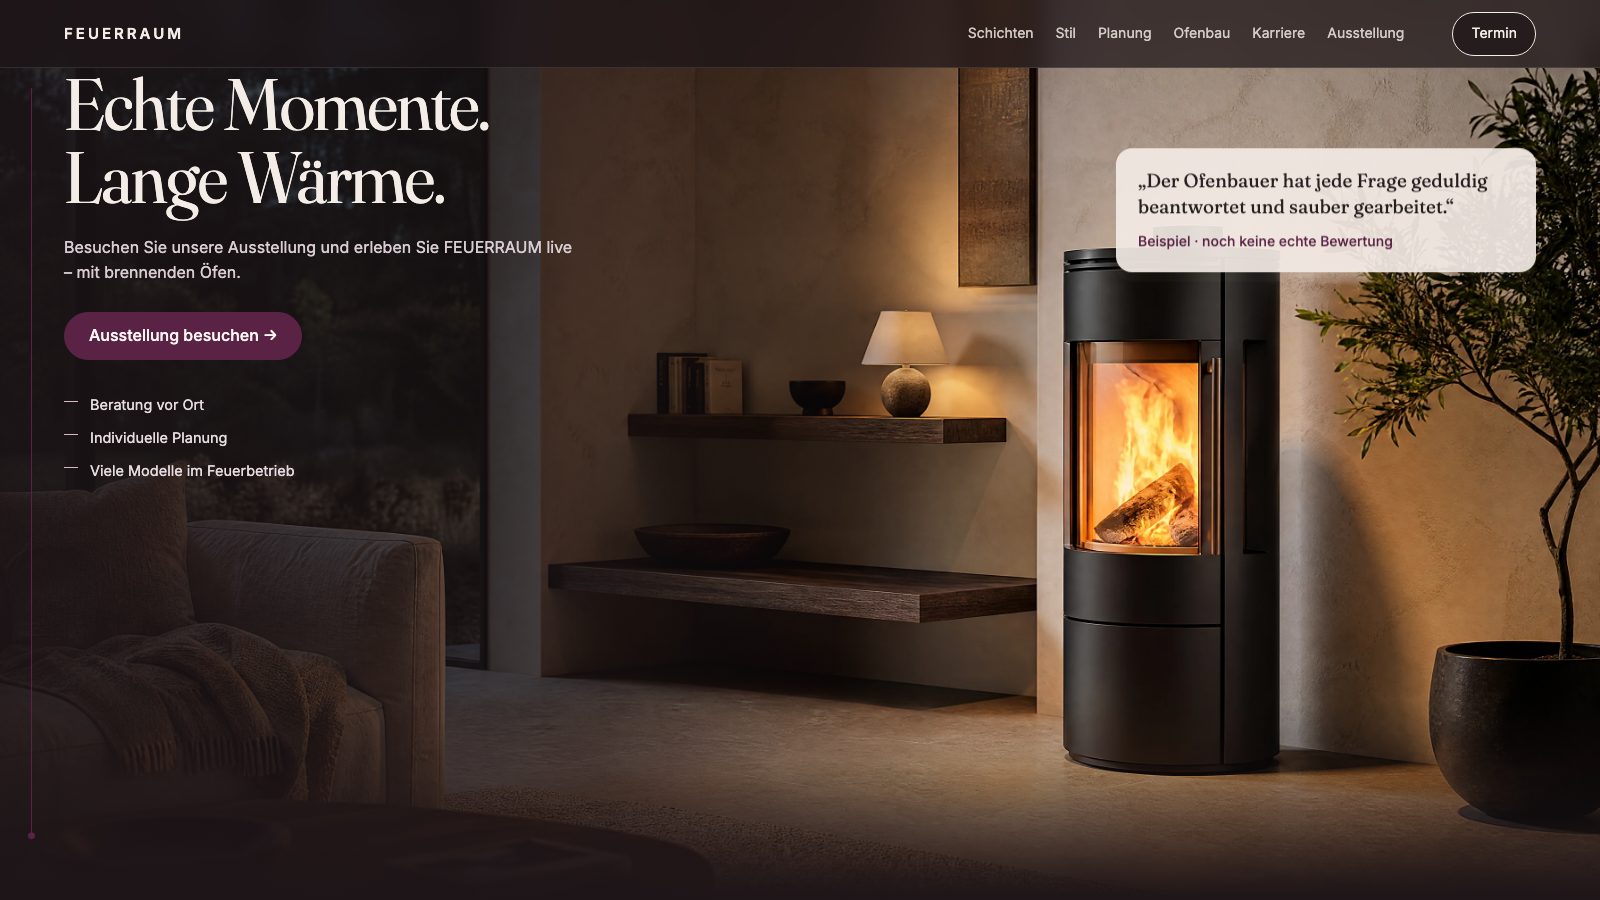 FEUERRAUM
Schichten
Stil
Planung
Ofenbau
Karriere
Ausstellung
Termin
Echte Momente.
Lange Wärme.
Besuchen Sie unsere Ausstellung und erleben Sie FEUERRAUM live
– mit brennenden Öfen.
Ausstellung besuchen →
Beratung vor Ort
Individuelle Planung
Viele Modelle im Feuerbetrieb
„Der Ofenbauer hat jede Frage geduldig
beantwortet und sauber gearbeitet.“
Beispiel · noch keine echte Bewertung